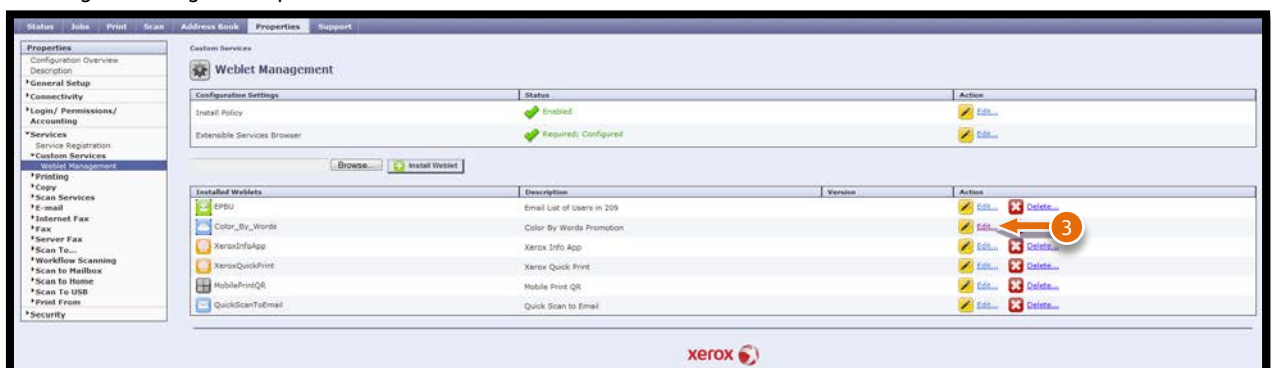 Status Jobs Print Scan Address Book Properties Support
Properties
Configuration Overview
Description
General Setup
Connectivity
Login/ Permissions/
Accounting
Services
Service Registration
Custom Services
Weblet Management
Printing
Copy
Scan Services
E-mail
Internet Fax
Fax
Server Fax
Scan To...
Workflow Scanning
Scan to Mailbox
Scan to Home
Scan To USB
Print From
Security
Custom Services
Weblet Management
Configuration Settings Status Action
Install Policy Enabled Edit...
Extensible Services Browser Required; Configured Edit...
Browse... Install Weblet
Installed Weblets Description Version Action
EPBU Email List of Users in 209 Edit... Delete...
Color_By_Words Color By Words Promotion Edit... 3
XeroxInfoApp Xerox Info App Edit... Delete...
XeroxQuickPrint Xerox Quick Print Edit... Delete...
MobilePrintQR Mobile Print QR Edit... Delete...
QuickScanToEmail Quick Scan to Email Edit... Delete...
xerox